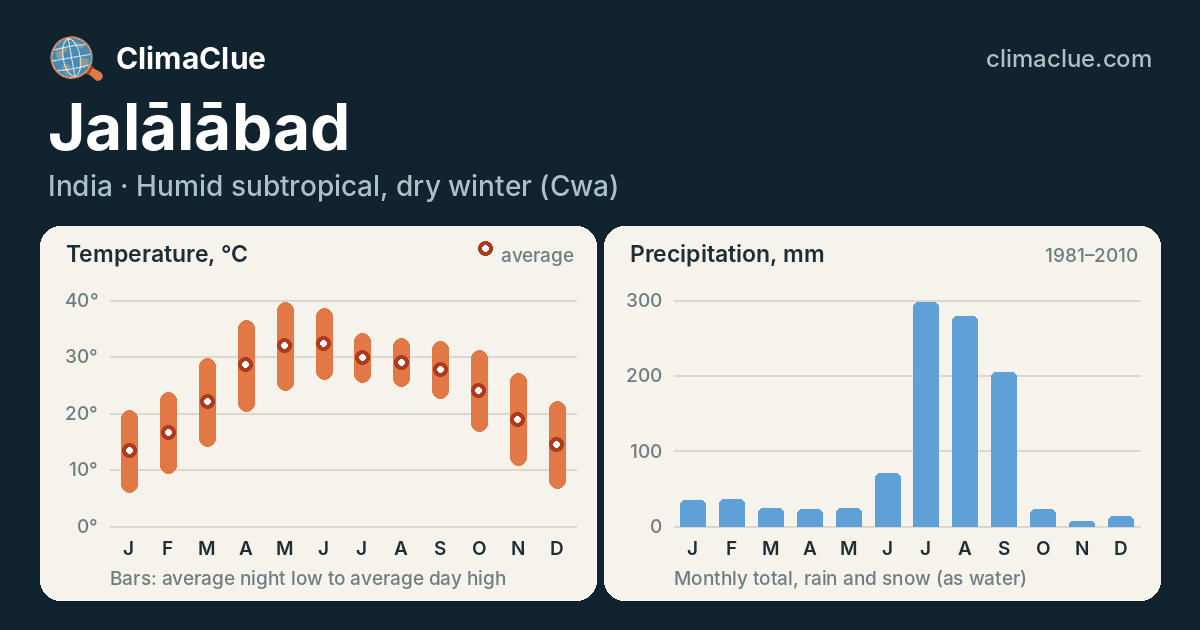 ClimaClue
climaclue.com
Jalālābad
India · Humid subtropical, dry winter (Cwa)
Temperature, °C
average
40°
30°
20°
10°
0°
J F M A M J J A S O N D
Bars: average night low to average day high
Precipitation, mm
1981–2010
300
200
100
0
J F M A M J J A S O N D
Monthly total, rain and snow (as water)